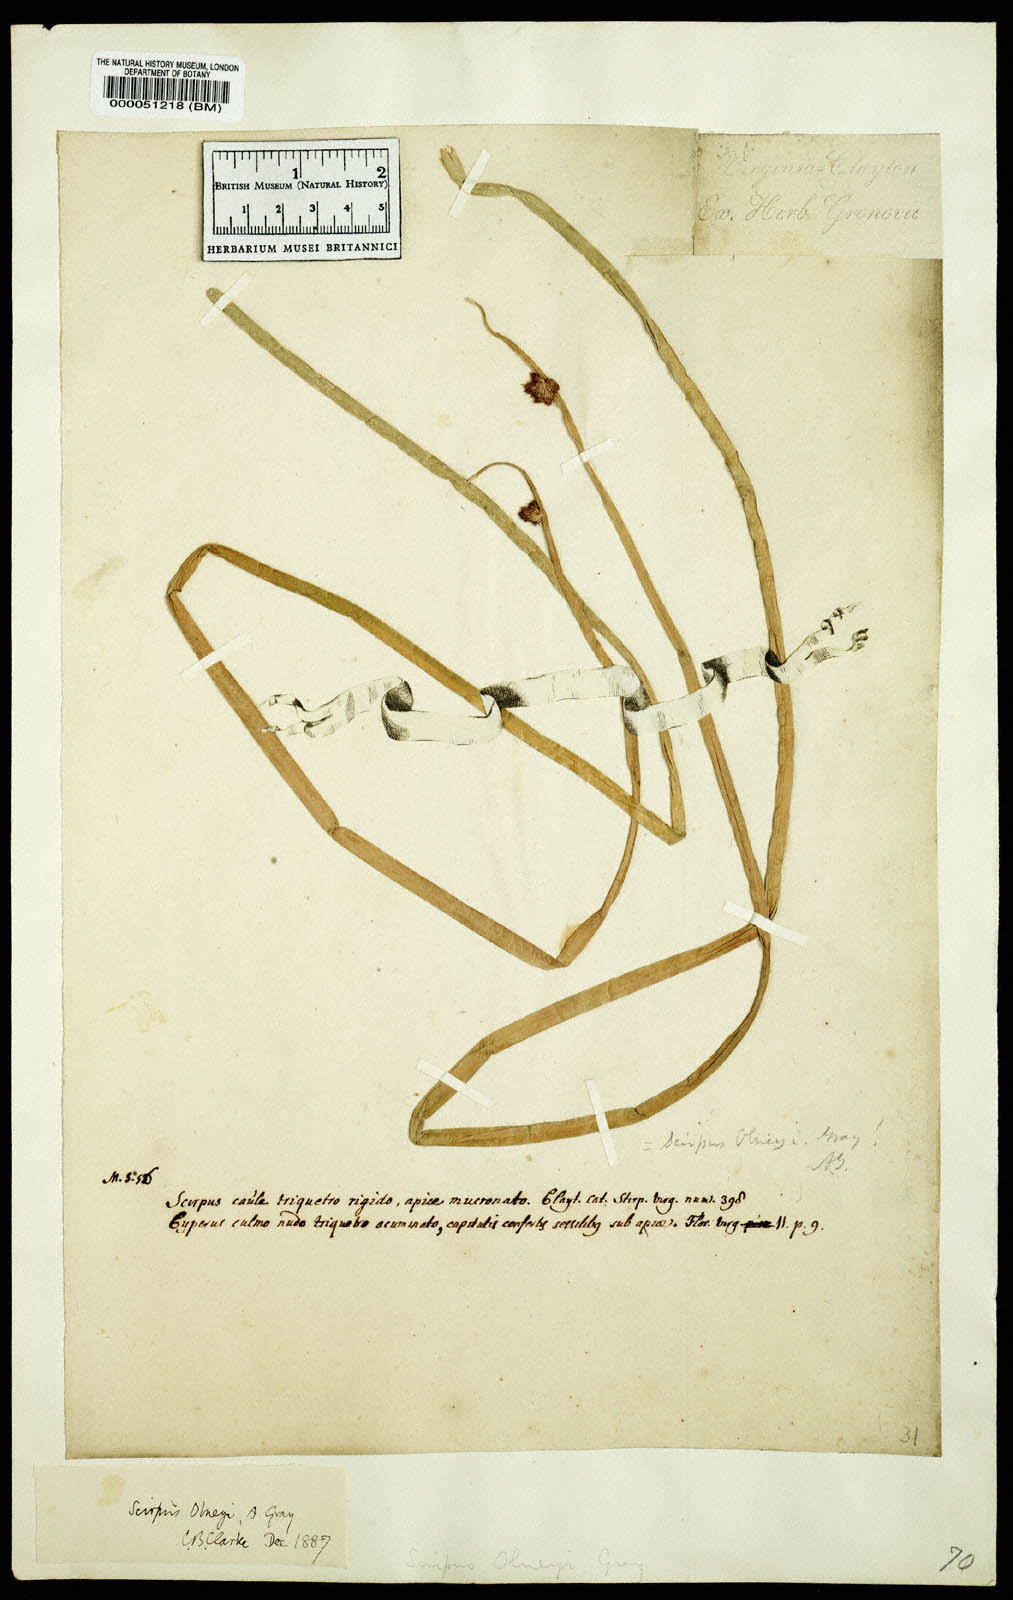 THE NATURAL HISTORY MUSEUM, LONDON
DEPARTMENT OF BOTANY
000051218 (BM)
1 2
BRITISH MUSEUM (NATURAL HISTORY)
1 2 3 4 5
HERBARIUM MUSEI BRITANNICI
Virginia-Clayton
Ex. Herb. Gronovii
= Scirpus Olneyi. Gray!
AG.
Scirpus caule triquetro rigido, apice mucronato. Clayt. Cat. Stirp. Virg. num. 398
Cyperus culmo nudo triquetro acuminato, capitulis confertis sessilibus sub apice. Flor. Virg. II. p. 9.
31
Scirpus Olneyi, A Gray
C.B.Clarke Dec. 1887
Scirpus Olneyi Gray
70